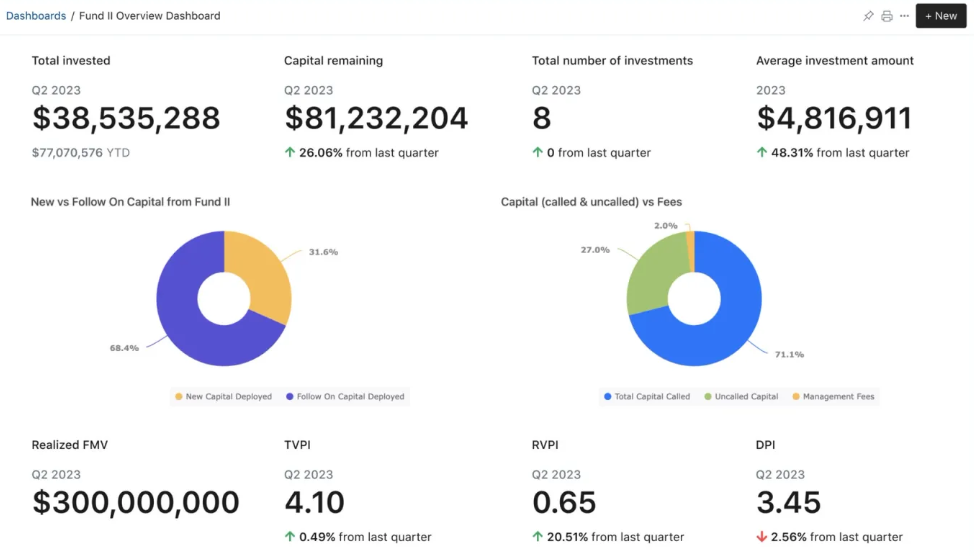 Dashboards / Fund II Overview Dashboard
+ New
Total invested
Q2 2023
$38,535,288
$77,070,576 YTD
Capital remaining
Q2 2023
$81,232,204
↑ 26.06% from last quarter
Total number of investments
Q2 2023
8
↑ 0 from last quarter
Average investment amount
2023
$4,816,911
↑ 48.31% from last quarter
New vs Follow On Capital from Fund II
31.6%
68.4%
New Capital Deployed
Follow On Capital Deployed
Capital (called & uncalled) vs Fees
2.0%
27.0%
71.1%
Total Capital Called
Uncalled Capital
Management Fees
Realized FMV
Q2 2023
$300,000,000
TVPI
Q2 2023
4.10
↑ 0.49% from last quarter
RVPI
Q2 2023
0.65
↑ 20.51% from last quarter
DPI
Q2 2023
3.45
↓ 2.56% from last quarter